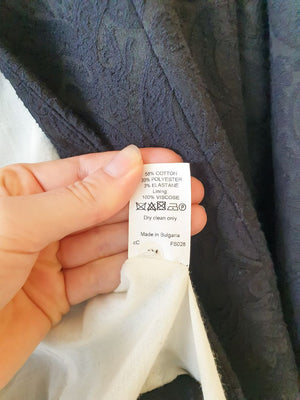 58% COTTON
39% POLYESTER
3% ELASTANE
Lining
100% VISCOSE
Dry clean only
Made in Bulgaria
FS026